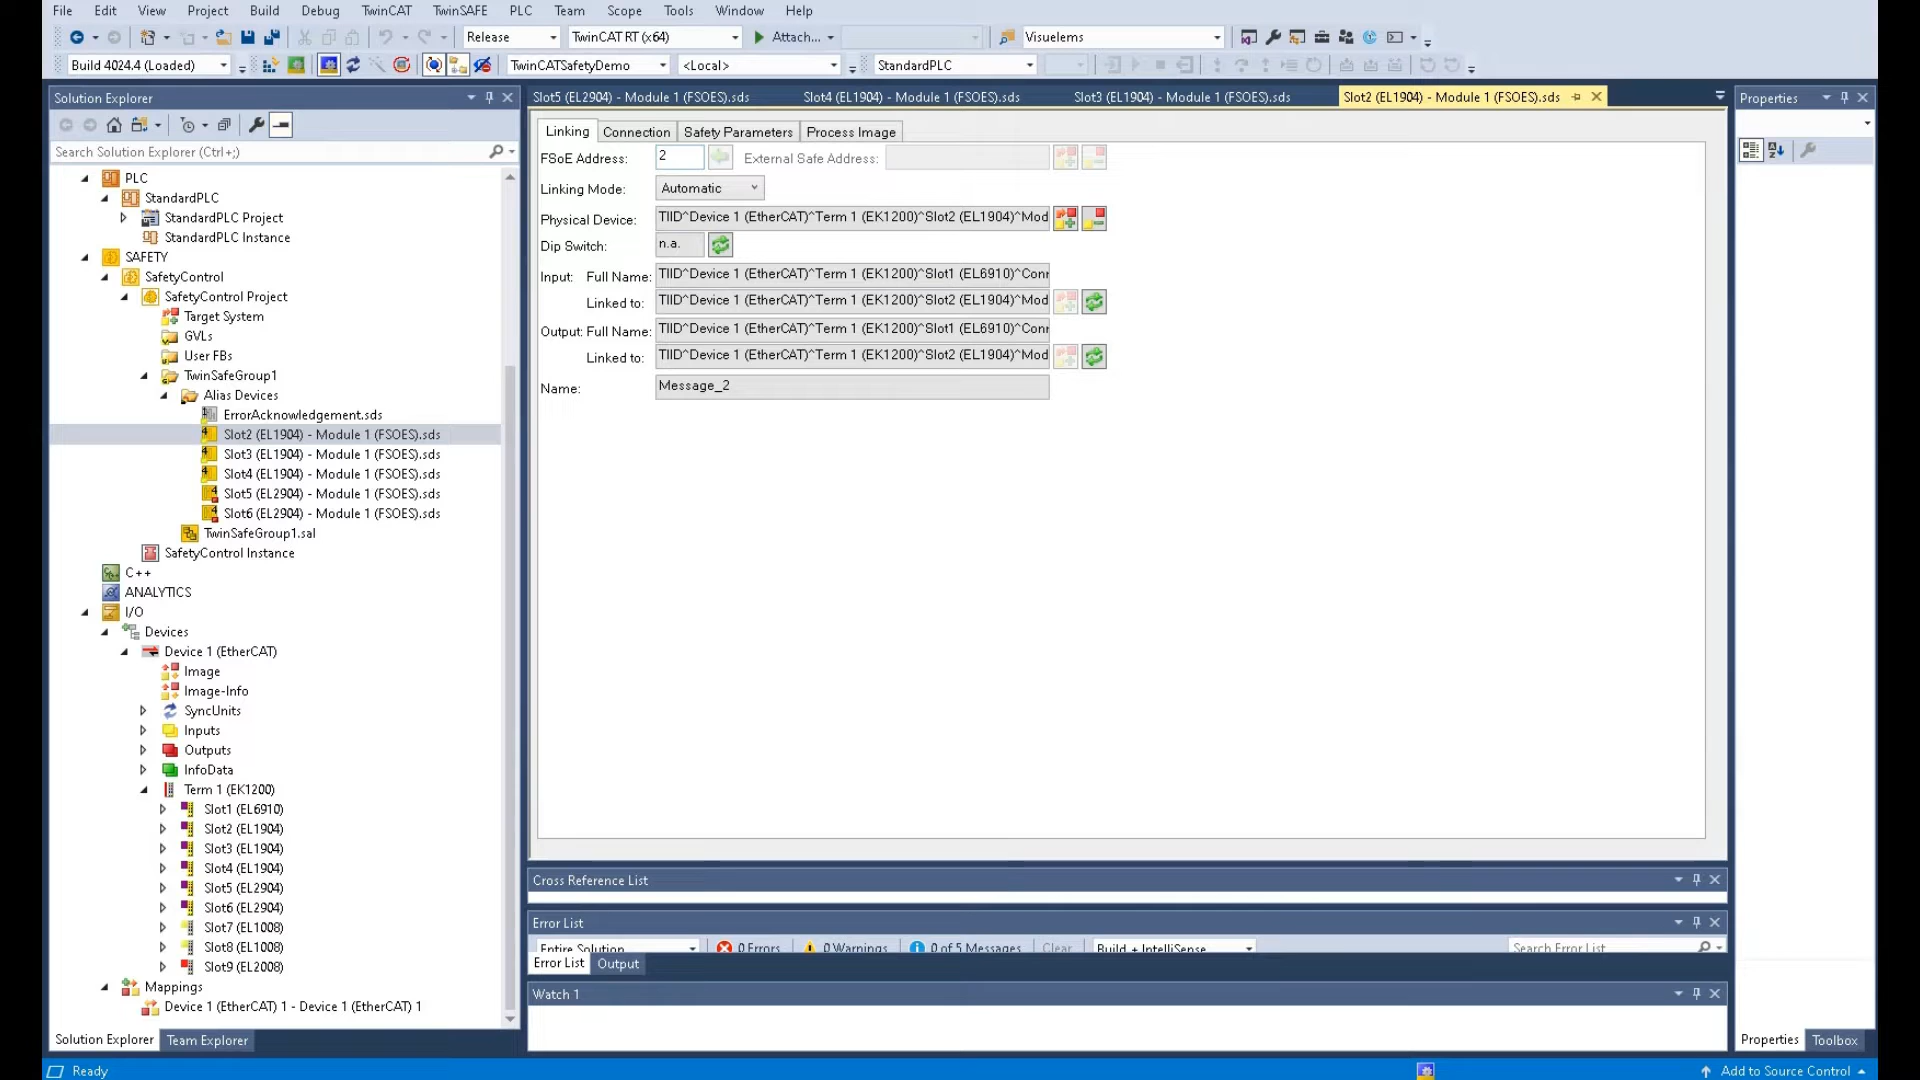 File Edit View Project Build Debug TwinCAT TwinSAFE PLC Team Scope Tools Window Help
Release TwinCAT RT (x64) Attach... Visuelems
Build 4024.4 (Loaded) TwinCATSafetyDemo <Local> StandardPLC
Solution Explorer
Search Solution Explorer (Ctrl+;)
PLC
StandardPLC
StandardPLC Project
StandardPLC Instance
SAFETY
SafetyControl
SafetyControl Project
Target System
GVLs
User FBs
TwinSafeGroup1
Alias Devices
ErrorAcknowledgement.sds
Slot2 (EL1904) - Module 1 (FSOES).sds
Slot3 (EL1904) - Module 1 (FSOES).sds
Slot4 (EL1904) - Module 1 (FSOES).sds
Slot5 (EL2904) - Module 1 (FSOES).sds
Slot6 (EL2904) - Module 1 (FSOES).sds
TwinSafeGroup1.sal
SafetyControl Instance
C++
ANALYTICS
I/O
Devices
Device 1 (EtherCAT)
Image
Image-Info
SyncUnits
Inputs
Outputs
InfoData
Term 1 (EK1200)
Slot1 (EL6910)
Slot2 (EL1904)
Slot3 (EL1904)
Slot4 (EL1904)
Slot5 (EL2904)
Slot6 (EL2904)
Slot7 (EL1008)
Slot8 (EL1008)
Slot9 (EL2008)
Mappings
Device 1 (EtherCAT) 1 - Device 1 (EtherCAT) 1
Solution Explorer Team Explorer
Slot5 (EL2904) - Module 1 (FSOES).sds Slot4 (EL1904) - Module 1 (FSOES).sds Slot3 (EL1904) - Module 1 (FSOES).sds Slot2 (EL1904) - Module 1 (FSOES).sds
Linking Connection Safety Parameters Process Image
FSoE Address: 2 External Safe Address:
Linking Mode: Automatic
Physical Device: TIID^Device 1 (EtherCAT)^Term 1 (EK1200)^Slot2 (EL1904)^Mod
Dip Switch: n.a.
Input: Full Name: TIID^Device 1 (EtherCAT)^Term 1 (EK1200)^Slot1 (EL6910)^Conn
Linked to: TIID^Device 1 (EtherCAT)^Term 1 (EK1200)^Slot2 (EL1904)^Mod
Output: Full Name: TIID^Device 1 (EtherCAT)^Term 1 (EK1200)^Slot1 (EL6910)^Conn
Linked to: TIID^Device 1 (EtherCAT)^Term 1 (EK1200)^Slot2 (EL1904)^Mod
Name: Message_2
Cross Reference List
Error List
Entire Solution 0 Errors 0 Warnings 0 of 5 Messages Clear Build + IntelliSense Search Error List
Error List Output
Watch 1
Properties
Properties Toolbox
Ready Add to Source Control